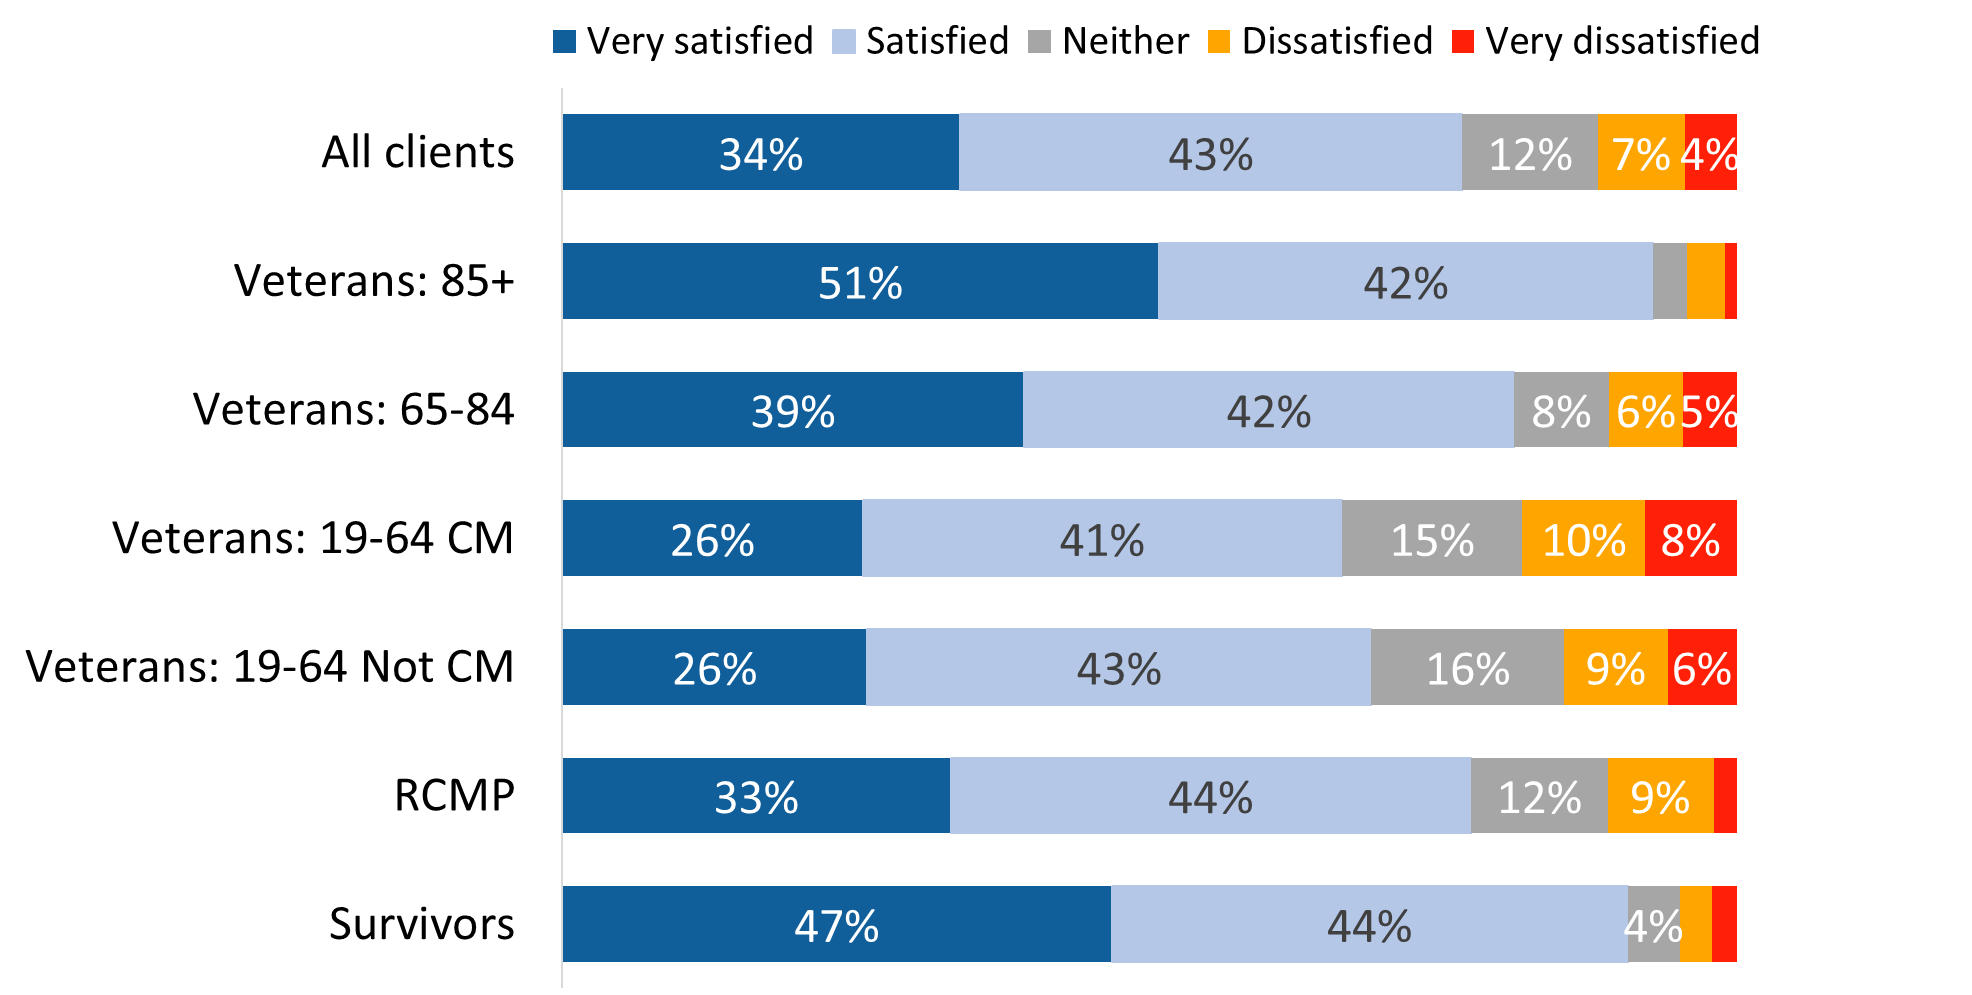 Very satisfied Satisfied Neither Dissatisfied Very dissatisfied
All clients 34% 43% 12% 7% 4%
Veterans: 85+ 51% 42%
Veterans: 65-84 39% 42% 8% 6% 5%
Veterans: 19-64 CM 26% 41% 15% 10% 8%
Veterans: 19-64 Not CM 26% 43% 16% 9% 6%
RCMP 33% 44% 12% 9%
Survivors 47% 44% 4%